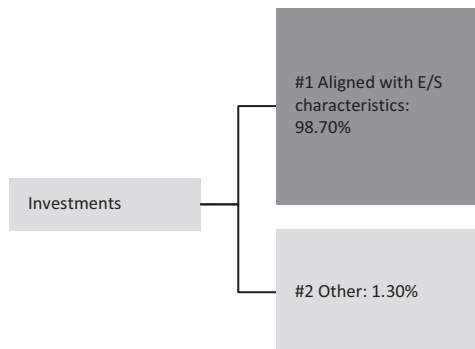 #1 Aligned with E/S
characteristics:
98.70%
Investments
#2 Other: 1.30%